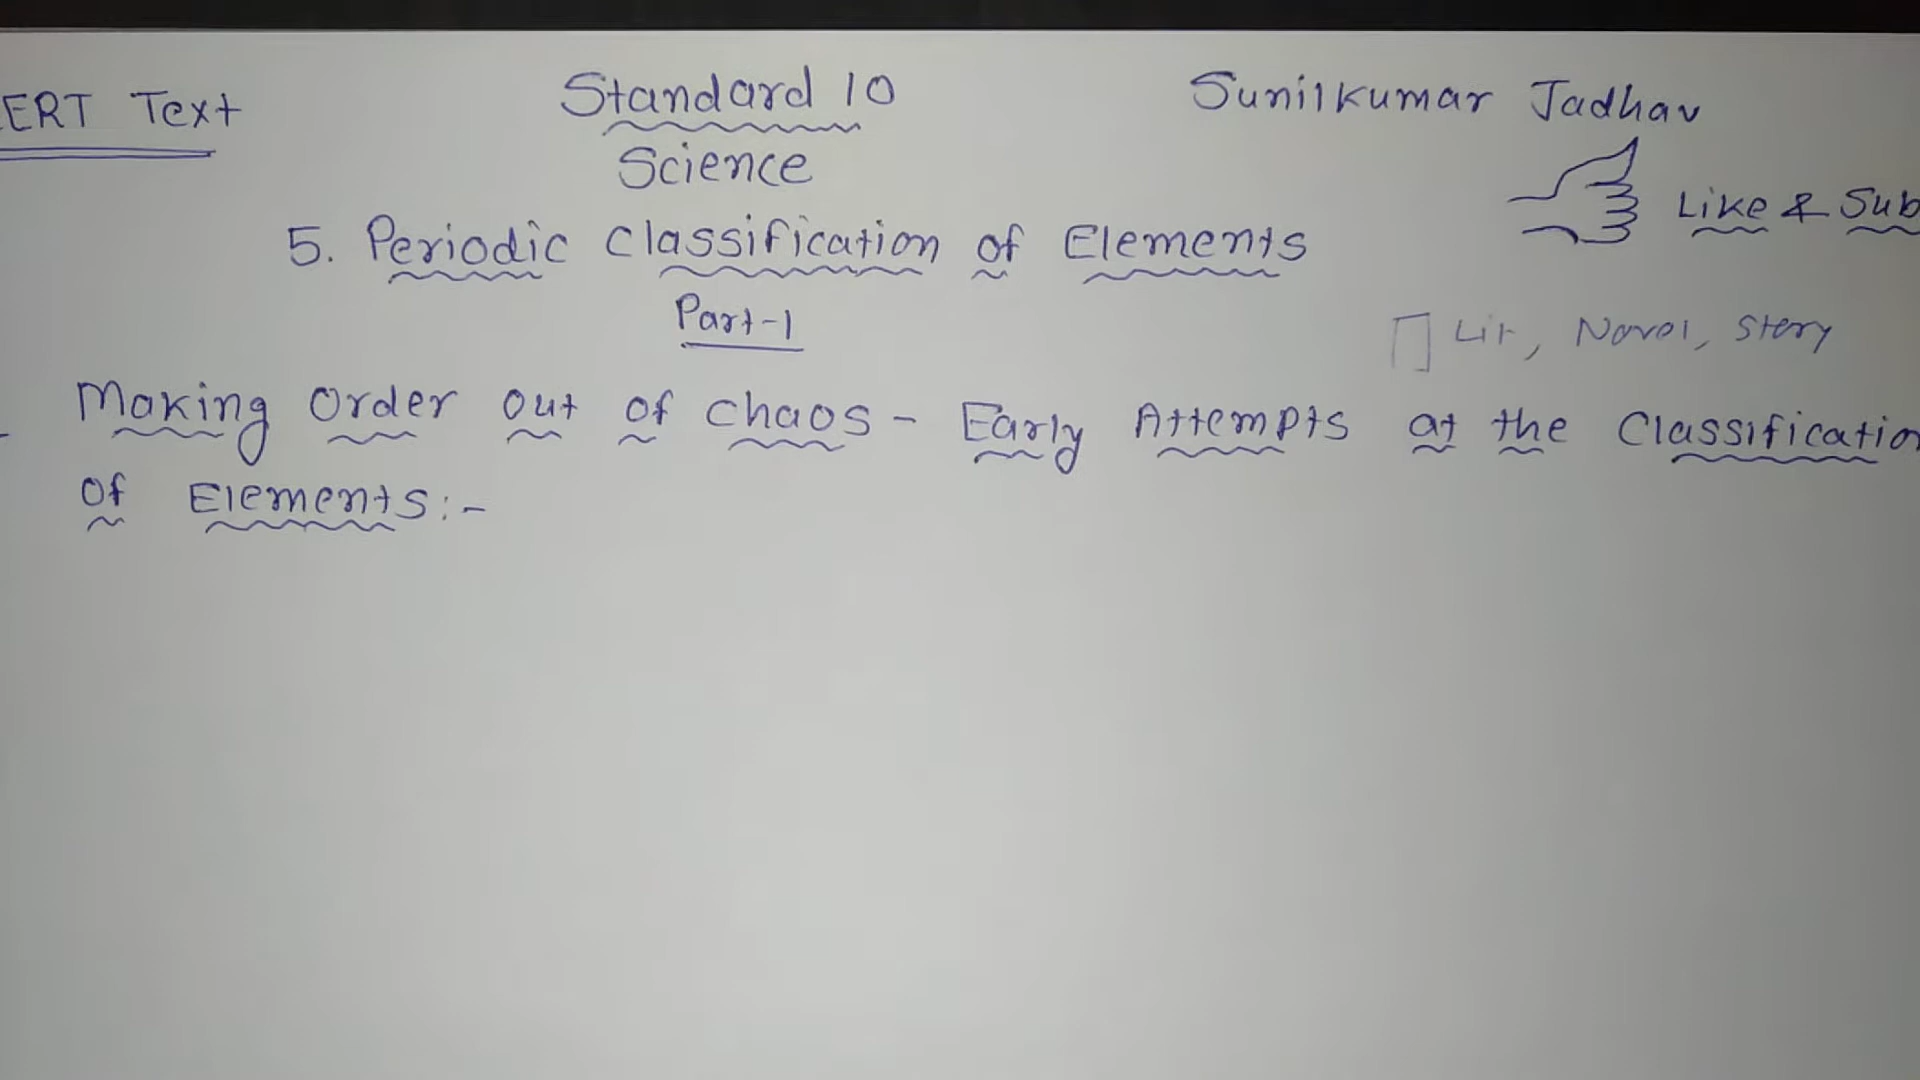 ERT Text
Standard 10
Sunilkumar Jadhav
Science
Like & Sub
5. Periodic Classification of Elements
Part-1
Lit, Novel, Story
Making Order Out of Chaos - Early Attempts at the Classification
Of Elements:-